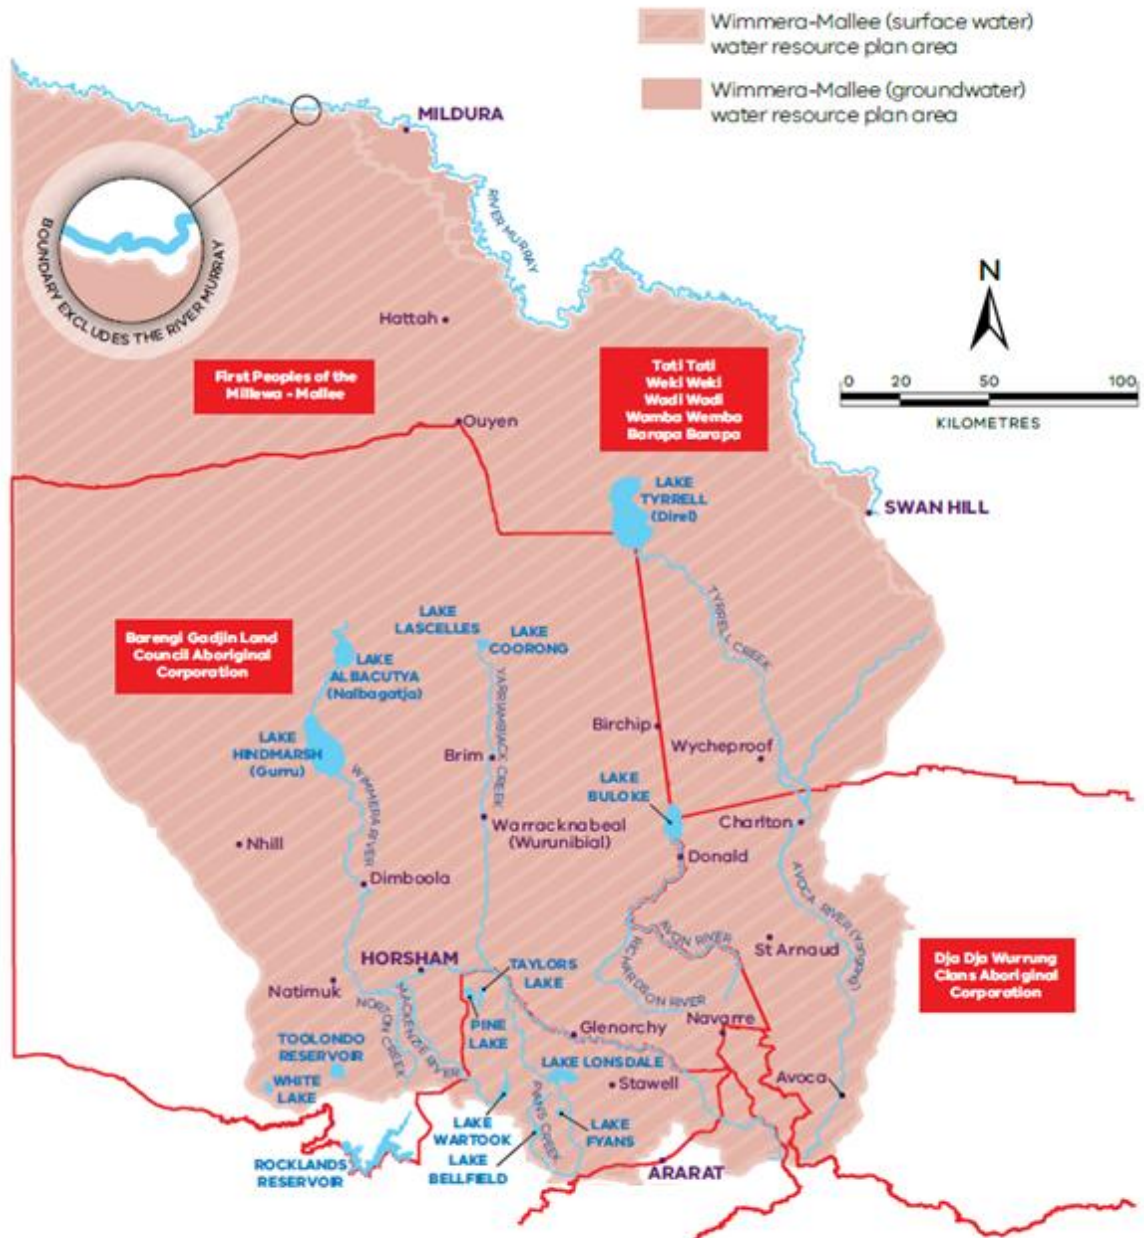 Wimmera-Mallee (surface water)
water resource plan area
Wimmera-Mallee (groundwater)
water resource plan area
MILDURA
RIVER MURRAY
BOUNDARY EXCLUDES THE RIVER MURRAY
N
0 20 50 100
KILOMETRES
Hattah
First Peoples of the
Millewa - Mallee
Tati Tati
Weki Weki
Wadi Wadi
Wamba Wemba
Barapa Barapa
Ouyen
LAKE
TYRRELL
(Direl)
SWAN HILL
TYRRELL CREEK
Barengi Gadjin Land
Council Aboriginal
Corporation
LAKE
LASCELLES
LAKE
COORONG
LAKE
ALBACUTYA
(Nalbagatja)
YARRIAMBIACK CREEK
LAKE
HINDMARSH
(Gurru)
WIMMERA RIVER
Brim
Birchip
Wycheproof
LAKE
BULOKE
Nhill
Warracknabeal
(Wurunibial)
Charlton
Donald
Dimboola
AVOCA RIVER (Yangang)
AVON RIVER
RICHARDSON RIVER
St Arnaud
Dja Dja Wurrung
Clans Aboriginal
Corporation
HORSHAM
TAYLORS
LAKE
Natimuk
NORTON CREEK
MACKENZIE RIVER
PINE
LAKE
Glenorchy
Navarre
TOOLONDO
RESERVOIR
WHITE
LAKE
LAKE LONSDALE
Stawell
Avoca
FYANS CREEK
LAKE
WARTOOK
LAKE
FYANS
LAKE
BELLFIELD
ROCKLANDS
RESERVOIR
ARARAT